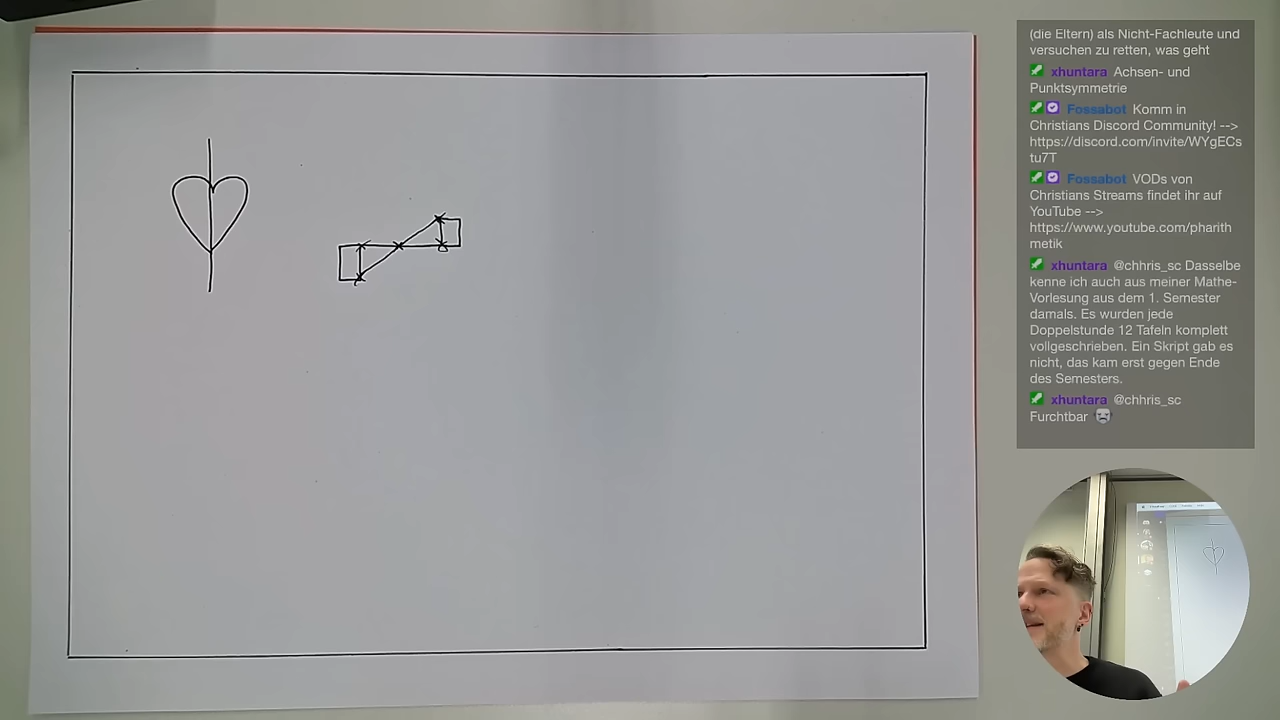 (die Eltern) als Nicht-Fachleute und
versuchen zu retten, was geht
xhuntara Achsen- und
Punktsymmetrie
Fossabot Komm in
Christians Discord Community! -->
https://discord.com/invite/WYgECs
tu7T
Fossabot VODs von
Christians Streams findet ihr auf
YouTube -->
https://www.youtube.com/pharith
metik
xhuntara @chhris_sc Dasselbe
kenne ich auch aus meiner Mathe-
Vorlesung aus dem 1. Semester
damals. Es wurden jede
Doppelstunde 12 Tafeln komplett
vollgeschrieben. Ein Skript gab es
nicht, das kam erst gegen Ende
des Semesters.
xhuntara @chhris_sc
Furchtbar